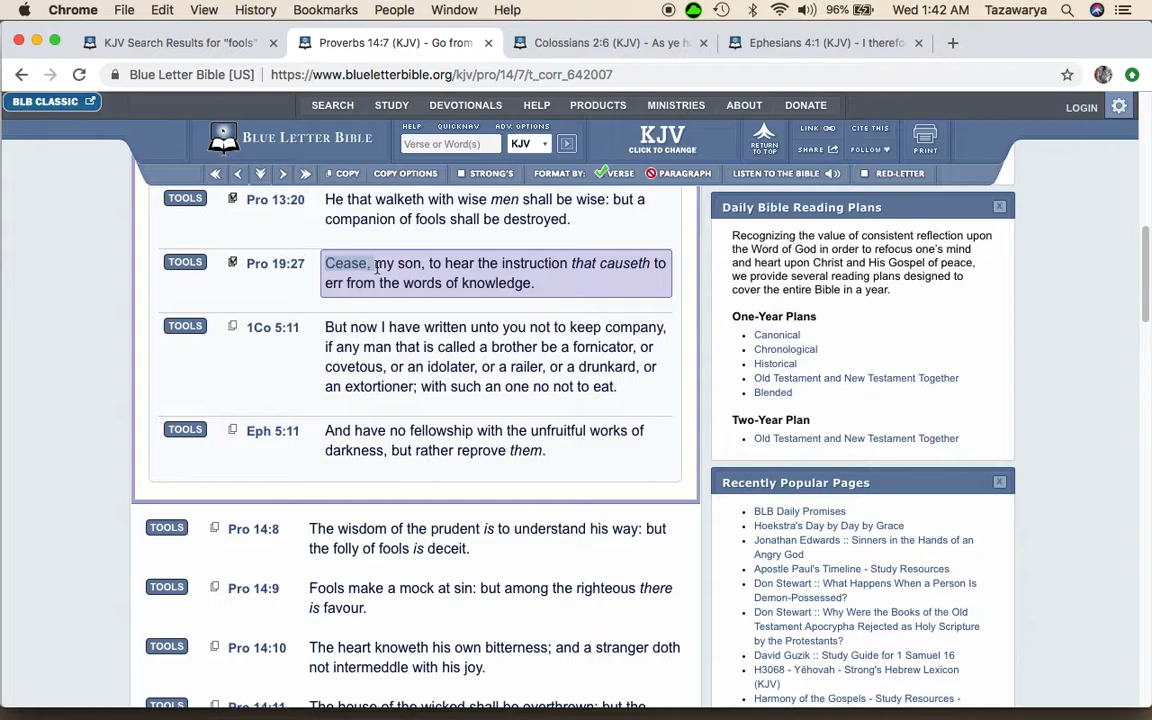 Chrome File Edit View History Bookmarks People Window Help 96% Wed 1:42 AM Tazawarya
KJV Search Results for "fools" × Proverbs 14:7 (KJV) - Go from × Colossians 2:6 (KJV) - As ye h × Ephesians 4:1 (KJV) - I therefo × +
Blue Letter Bible [US] https://www.blueletterbible.org/kjv/pro/14/7/t_corr_642007
BLB CLASSIC
SEARCH STUDY DEVOTIONALS HELP PRODUCTS MINISTRIES ABOUT DONATE LOGIN
BLUE LETTER BIBLE
HELP QUICKNAV ADV. OPTIONS
Verse or Word(s) KJV
KJV
CLICK TO CHANGE
RETURN
TO TOP
LINK CITE THIS
SHARE FOLLOW PRINT
COPY COPY OPTIONS STRONG'S FORMAT BY: VERSE PARAGRAPH LISTEN TO THE BIBLE RED-LETTER
TOOLS Pro 13:20 He that walketh with wise men shall be wise: but a
companion of fools shall be destroyed.
TOOLS Pro 19:27 Cease, my son, to hear the instruction that causeth to
err from the words of knowledge.
TOOLS 1Co 5:11 But now I have written unto you not to keep company,
if any man that is called a brother be a fornicator, or
covetous, or an idolater, or a railer, or a drunkard, or
an extortioner; with such an one no not to eat.
TOOLS Eph 5:11 And have no fellowship with the unfruitful works of
darkness, but rather reprove them.
TOOLS Pro 14:8 The wisdom of the prudent is to understand his way: but
the folly of fools is deceit.
TOOLS Pro 14:9 Fools make a mock at sin: but among the righteous there
is favour.
TOOLS Pro 14:10 The heart knoweth his own bitterness; and a stranger doth
not intermeddle with his joy.
TOOLS Pro 14:11 The house of the wicked shall be overthrown: but the
Daily Bible Reading Plans
Recognizing the value of consistent reflection upon
the Word of God in order to refocus one's mind
and heart upon Christ and His Gospel of peace,
we provide several reading plans designed to
cover the entire Bible in a year.
One-Year Plans
Canonical
Chronological
Historical
Old Testament and New Testament Together
Blended
Two-Year Plan
Old Testament and New Testament Together
Recently Popular Pages
BLB Daily Promises
Hoekstra's Day by Day by Grace
Jonathan Edwards :: Sinners in the Hands of an
Angry God
Apostle Paul's Timeline - Study Resources
Don Stewart :: What Happens When a Person Is
Demon-Possessed?
Don Stewart :: Why Were the Books of the Old
Testament Apocrypha Rejected as Holy Scripture
by the Protestants?
David Guzik :: Study Guide for 1 Samuel 16
H3068 - Yĕhovah - Strong's Hebrew Lexicon
(KJV)
Harmony of the Gospels - Study Resources -